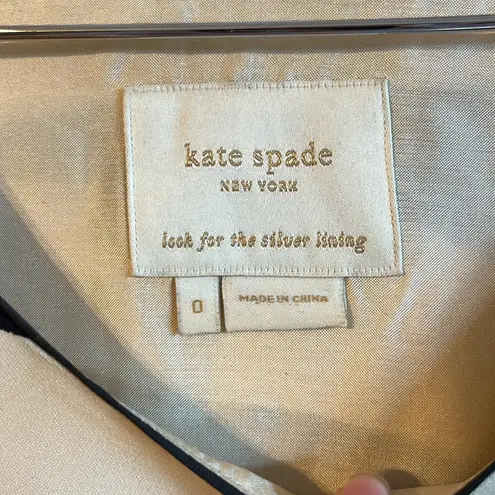 kate spade
NEW YORK
look for the silver lining
0
MADE IN CHINA